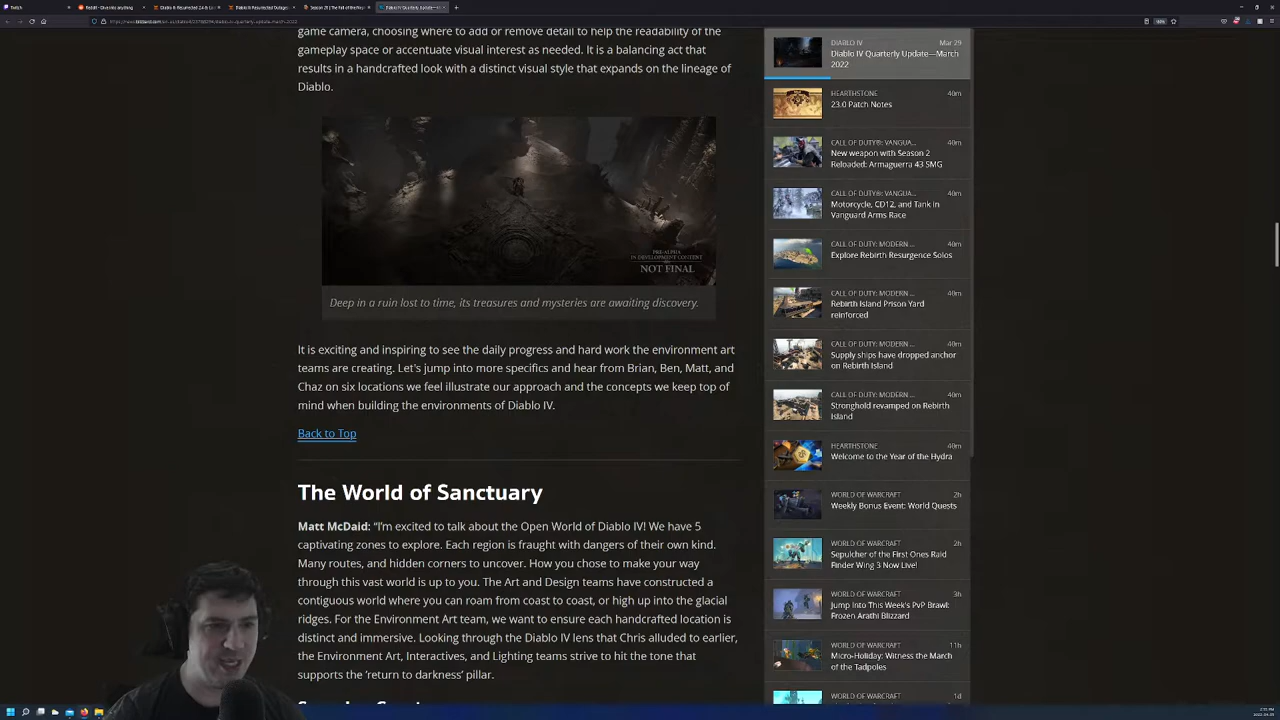 Twitch
Reddit - Dive into anything
game camera, choosing where to add or remove detail to help the readability of the
gameplay space or accentuate visual interest as needed. It is a balancing act that
results in a handcrafted look with a distinct visual style that expands on the lineage of
Diablo.
PRE-ALPHA
IN DEVELOPMENT CONTENT
NOT FINAL
Deep in a ruin lost to time, its treasures and mysteries are awaiting discovery.
It is exciting and inspiring to see the daily progress and hard work the environment art
teams are creating. Let's jump into more specifics and hear from Brian, Ben, Matt, and
Chaz on six locations we feel illustrate our approach and the concepts we keep top of
mind when building the environments of Diablo IV.
Back to Top
The World of Sanctuary
Matt McDaid: "I'm excited to talk about the Open World of Diablo IV! We have 5
captivating zones to explore. Each region is fraught with dangers of their own kind.
Many routes, and hidden corners to uncover. How you chose to make your way
through this vast world is up to you. The Art and Design teams have constructed a
contiguous world where you can roam from coast to coast, or high up into the glacial
ridges. For the Environment Art team, we want to ensure each handcrafted location is
distinct and immersive. Looking through the Diablo IV lens that Chris alluded to earlier,
the Environment Art, Interactives, and Lighting teams strive to hit the tone that
supports the 'return to darkness' pillar.
DIABLO IV Mar 29
Diablo IV Quarterly Update—March
2022
HEARTHSTONE 40m
23.0 Patch Notes
CALL OF DUTY®: VANGUA... 40m
New weapon with Season 2
Reloaded: Armaguerra 43 SMG
CALL OF DUTY®: VANGUA... 40m
Motorcycle, CD12, and Tank in
Vanguard Arms Race
CALL OF DUTY: MODERN ... 40m
Explore Rebirth Resurgence Solos
CALL OF DUTY: MODERN ... 40m
Rebirth Island Prison Yard
reinforced
CALL OF DUTY: MODERN ... 40m
Supply ships have dropped anchor
on Rebirth Island
CALL OF DUTY: MODERN ... 40m
Stronghold revamped on Rebirth
Island
HEARTHSTONE 40m
Welcome to the Year of the Hydra
WORLD OF WARCRAFT 2h
Weekly Bonus Event: World Quests
WORLD OF WARCRAFT 2h
Sepulcher of the First Ones Raid
Finder Wing 3 Now Live!
WORLD OF WARCRAFT 3h
Jump Into This Week's PvP Brawl:
Frozen Arathi Blizzard
WORLD OF WARCRAFT 11h
Micro-Holiday: Witness the March
of the Tadpoles
WORLD OF WARCRAFT 1d